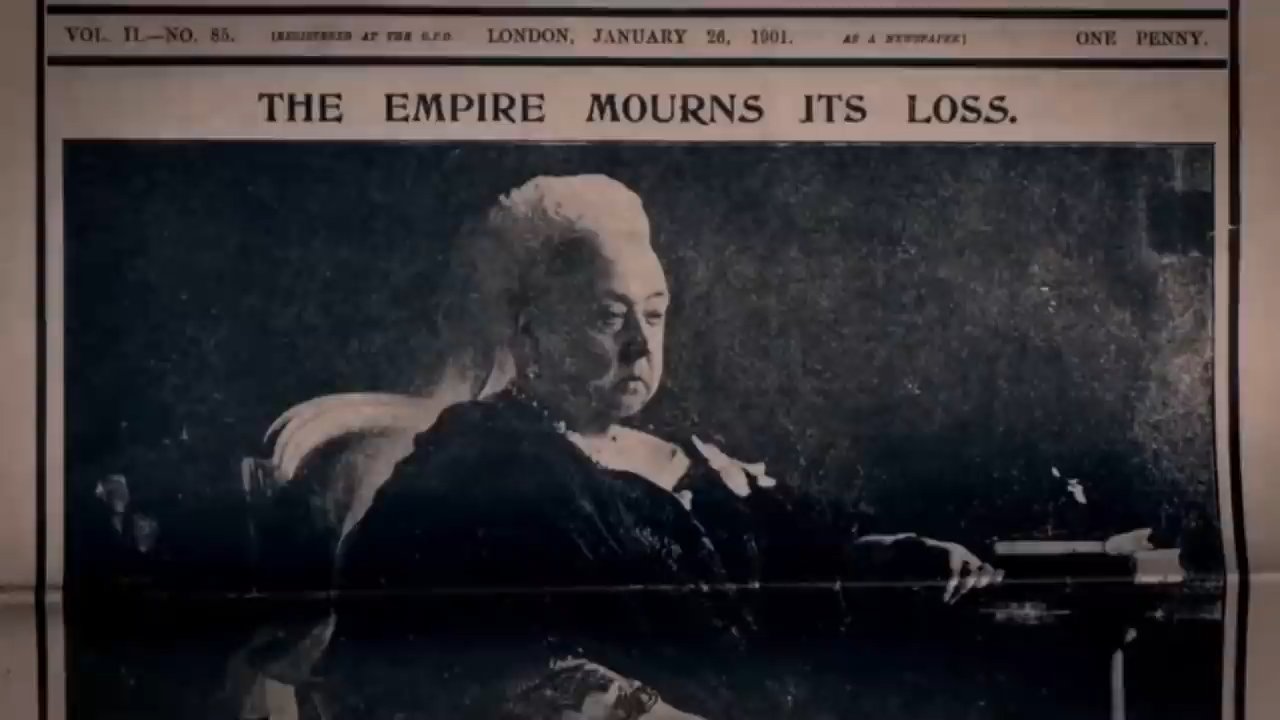 VOL. II.—NO. 85. [REGISTERED AT THE G.P.O. LONDON, JANUARY 26, 1901. AS A NEWSPAPER] ONE PENNY.
THE EMPIRE MOURNS ITS LOSS.